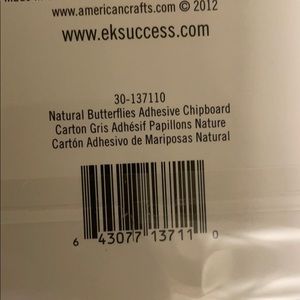 www.americancrafts.com © 2012
www.eksuccess.com
30-137110
Natural Butterflies Adhesive Chipboard
Carton Gris Adhésif Papillons Nature
Cartón Adhesivo de Mariposas Natural
6 43077 13711 0